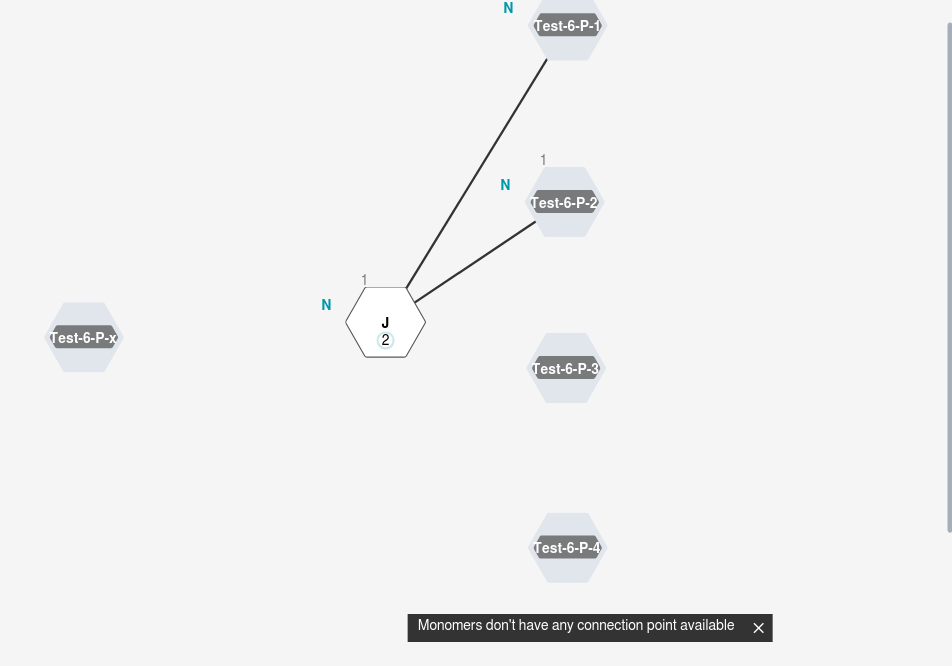 N
Test-6-P-1
1
N
Test-6-P-2
1
N
J
2
Test-6-P-x
Test-6-P-3
Test-6-P-4
Monomers don't have any connection point available